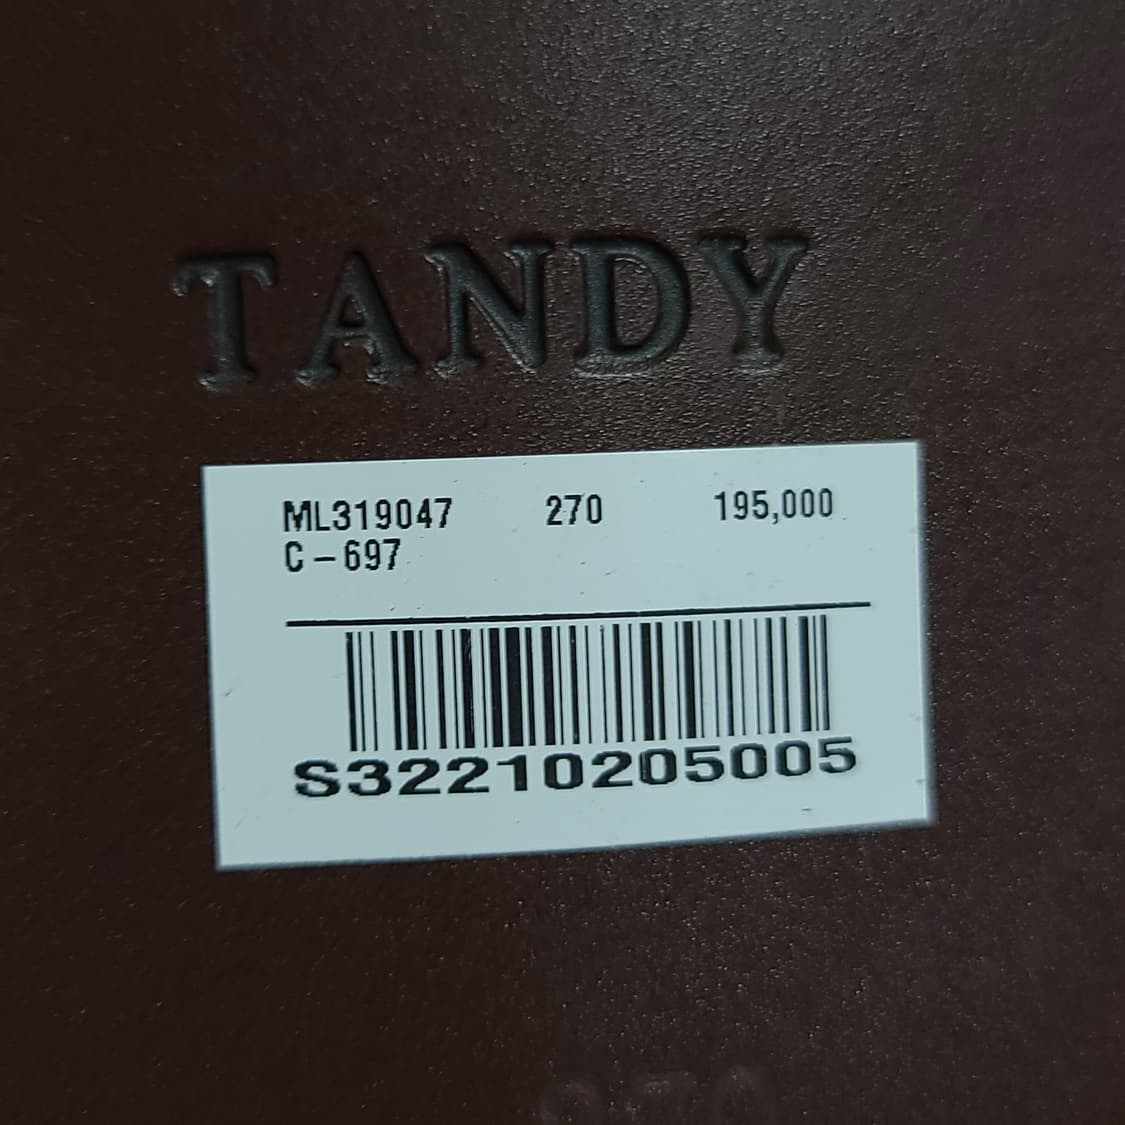 TANDY
ML319047 270 195,000
C-697
S32210205005